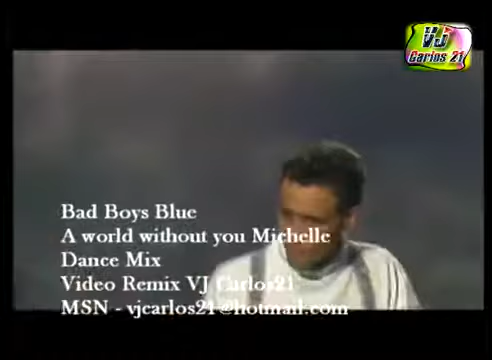 VJ
Carlos 21
Bad Boys Blue
A world without you Michelle
Dance Mix
Video Remix VJ Carlos21
MSN - vjcarlos21@hotmail.com